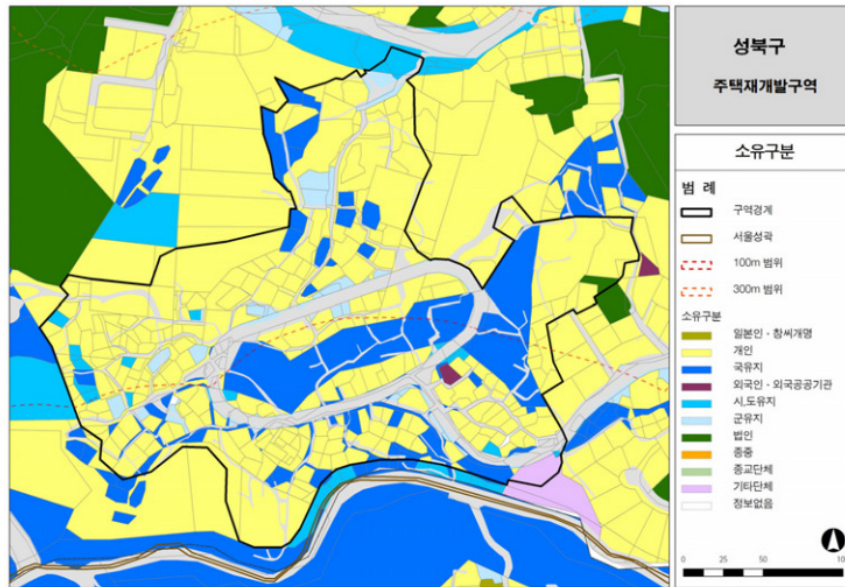 성북구
주택재개발구역
소유구분
범 례
구역경계
서울성곽
100m 범위
300m 범위
소유구분
일본인 · 창씨개명
개인
국유지
외국인 · 외국공공기관
시,도유지
군유지
법인
종중
종교단체
기타단체
정보없음
0 25 50 10